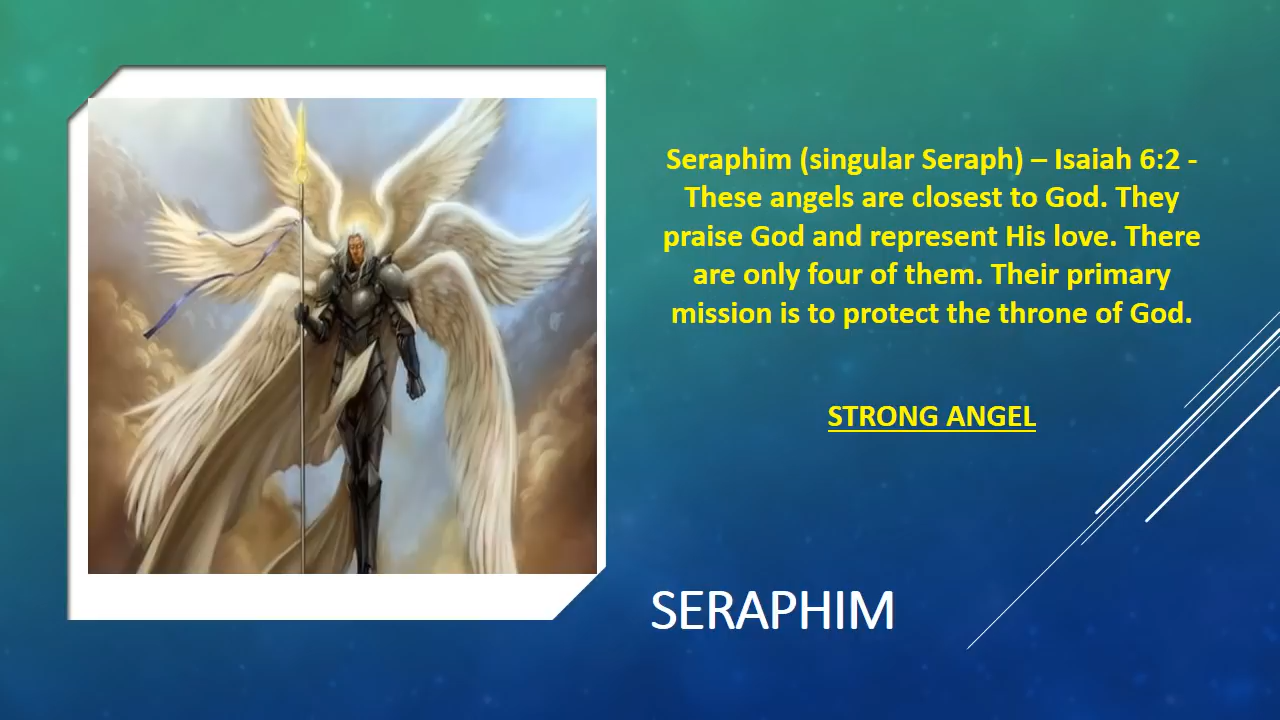 Seraphim (singular Seraph) – Isaiah 6:2 -
These angels are closest to God. They
praise God and represent His love. There
are only four of them. Their primary
mission is to protect the throne of God.
STRONG ANGEL
SERAPHIM